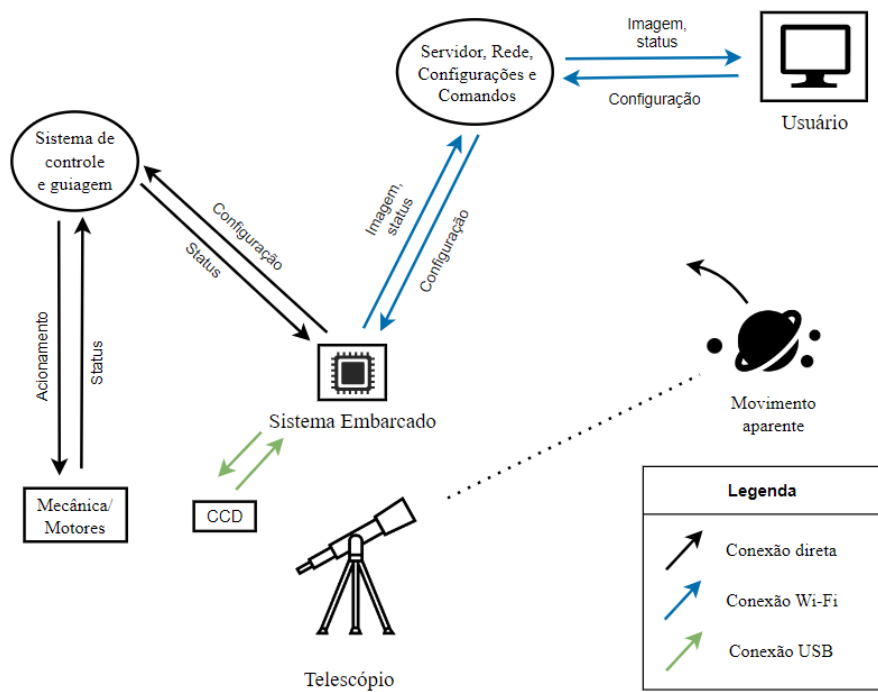 Imagem,
status
Servidor, Rede,
Configurações e
Comandos
Configuração
Usuário
Sistema de
controle
e guiagem
Configuração
Status
Imagem,
status
Configuração
Acionamento
Status
Sistema Embarcado
Movimento
aparente
Mecânica/
Motores
CCD
Telescópio
Legenda
Conexão direta
Conexão Wi-Fi
Conexão USB